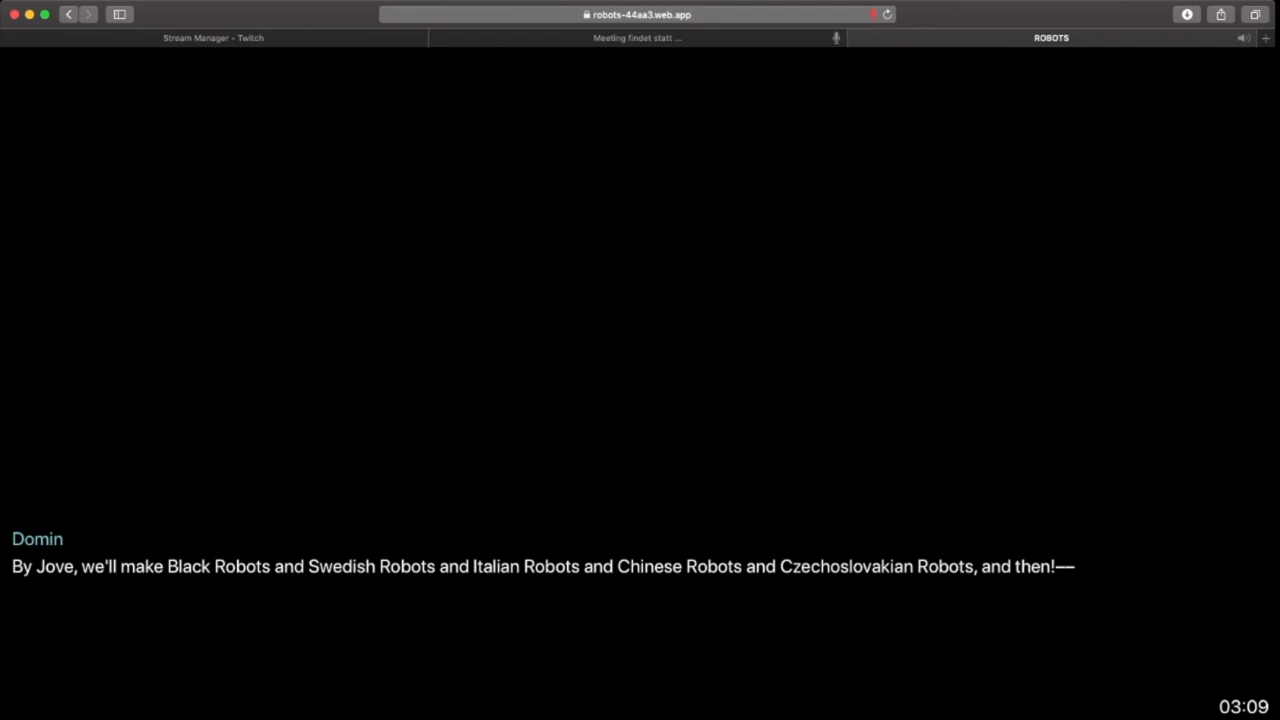 robots-44aa3.web.app
Stream Manager - Twitch
Meeting findet statt ...
ROBOTS
Domin
By Jove, we'll make Black Robots and Swedish Robots and Italian Robots and Chinese Robots and Czechoslovakian Robots, and then!—
03:09